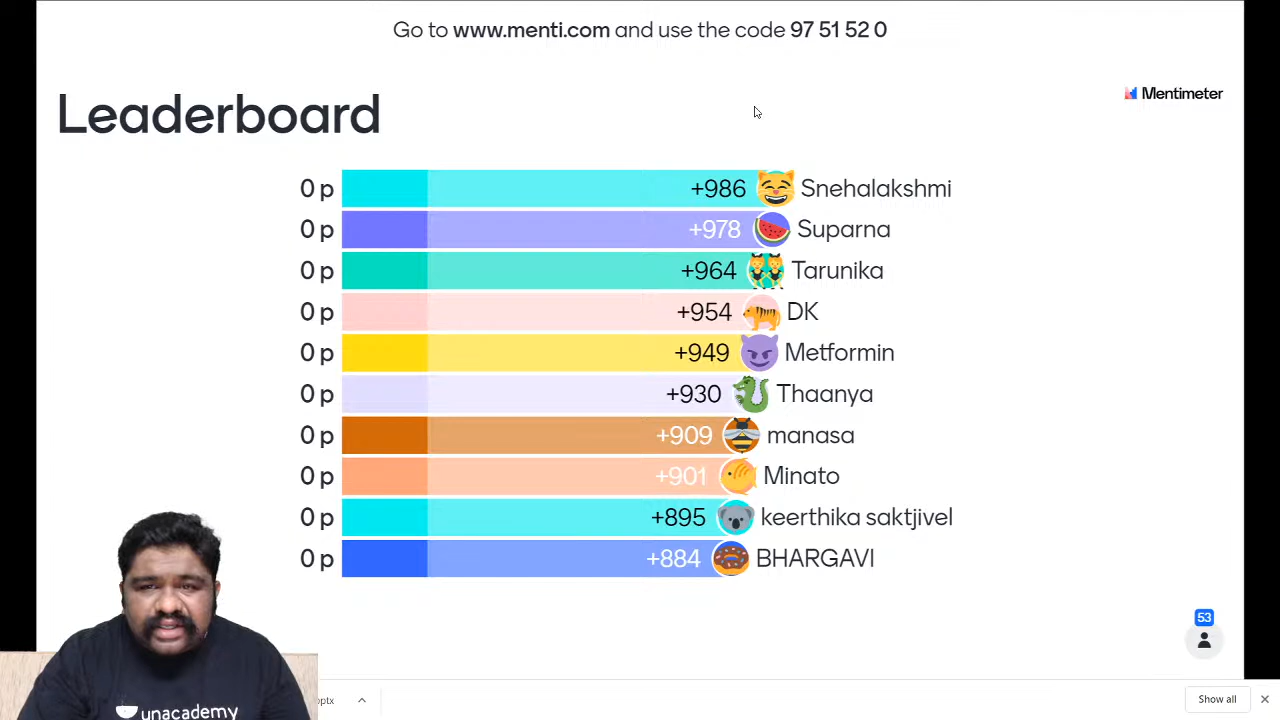 Go to www.menti.com and use the code 97 51 52 0
Leaderboard
Mentimeter
0 p +986 Snehalakshmi
0 p +978 Suparna
0 p +964 Tarunika
0 p +954 DK
0 p +949 Metformin
0 p +930 Thaanya
0 p +909 manasa
0 p +901 Minato
0 p +895 keerthika saktjivel
0 p +884 BHARGAVI
53
unacademy
pptx
Show all